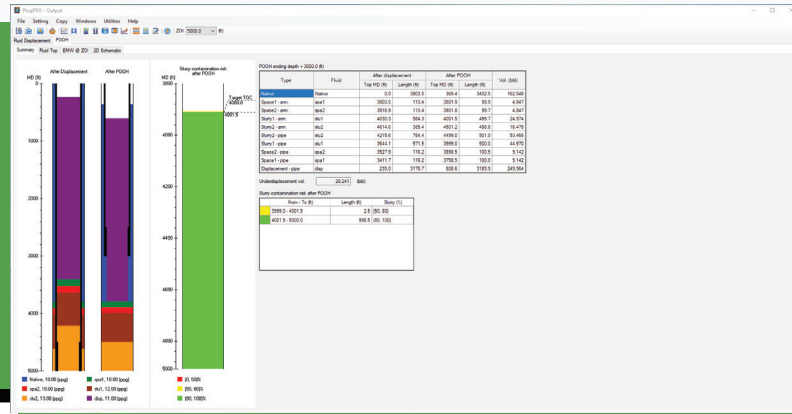 PlugPRO - Output
File Setting Copy Windows Utilities Help
ZOI 5000.0 ft)
Fluid Displacement POOH
Summary Fluid Top EMW @ ZOI 2D Schematic
MD (ft) After Displacement After POOH
0
1000
2000
3000
4000
5000
Native, 10.00 (ppg) spa1, 10.00 (ppg)
spa2, 10.00 (ppg) slu1, 12.00 (ppg)
slu2, 13.00 (ppg) disp, 11.00 (ppg)
Slurry contamination risk
after POOH
MD (ft)
Target TOC
4000.0
4001.5
4200
4400
5000
[0, 50]%
[50, 80]%
[80, 100]%
POOH ending depth = 3000.0 (ft)
Type Fluid After displacement After POOH Vol. (bbl)
Top MD (ft) Length (ft) Top MD (ft) Length (ft)
Native Native 0.0 3803.5 369.4 3432.5 162.548
Space1 - ann. spa1 3803.5 113.4 3801.9 99.9 4.847
Space2 - ann. spa2 3916.9 113.4 3901.8 99.7 4.847
Slurry1 - ann. slu1 4030.3 584.3 4001.5 499.7 24.974
Slurry2 - ann. slu2 4614.6 385.4 4501.2 498.8 16.475
Slurry2 - pipe slu2 4215.6 784.4 4499.0 501.0 53.466
Slurry1 - pipe slu1 3644.1 571.5 3999.0 500.0 44.970
Space2 - pipe spa2 3527.9 116.2 3898.5 100.5 9.142
Space1 - pipe spa1 3411.7 116.2 3798.5 100.0 9.142
Displacement - pipe disp 235.0 3176.7 608.6 3189.9 249.964
Underdisplacement vol. 20.241 (bbl)
Slurry contamination risk after POOH
From - To (ft) Length (ft) Slurry (%)
3999.0 - 4001.5 2.5 [50, 80]
4001.5 - 5000.0 998.5 [80, 100]